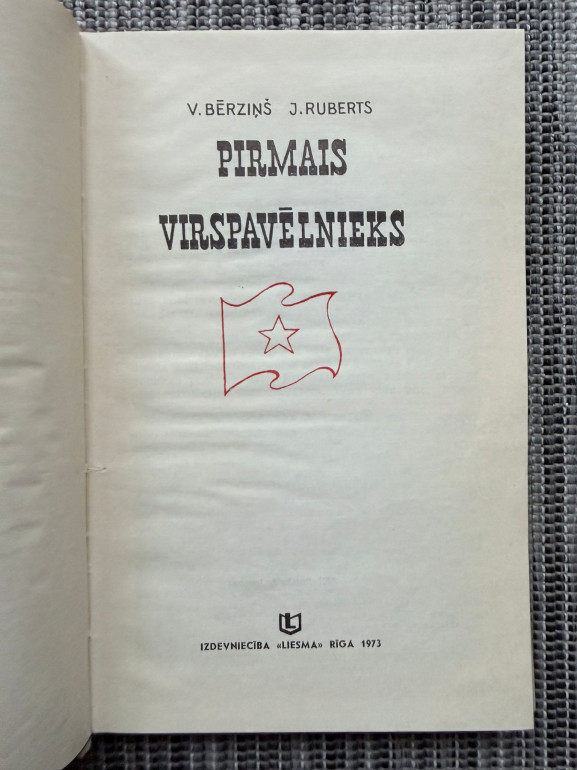 V. BĒRZIŅŠ J. RUBERTS
PIRMAIS
VIRSPAVĒLNIEKS
L
IZDEVNIECĪBA «LIESMA» RĪGA 1973